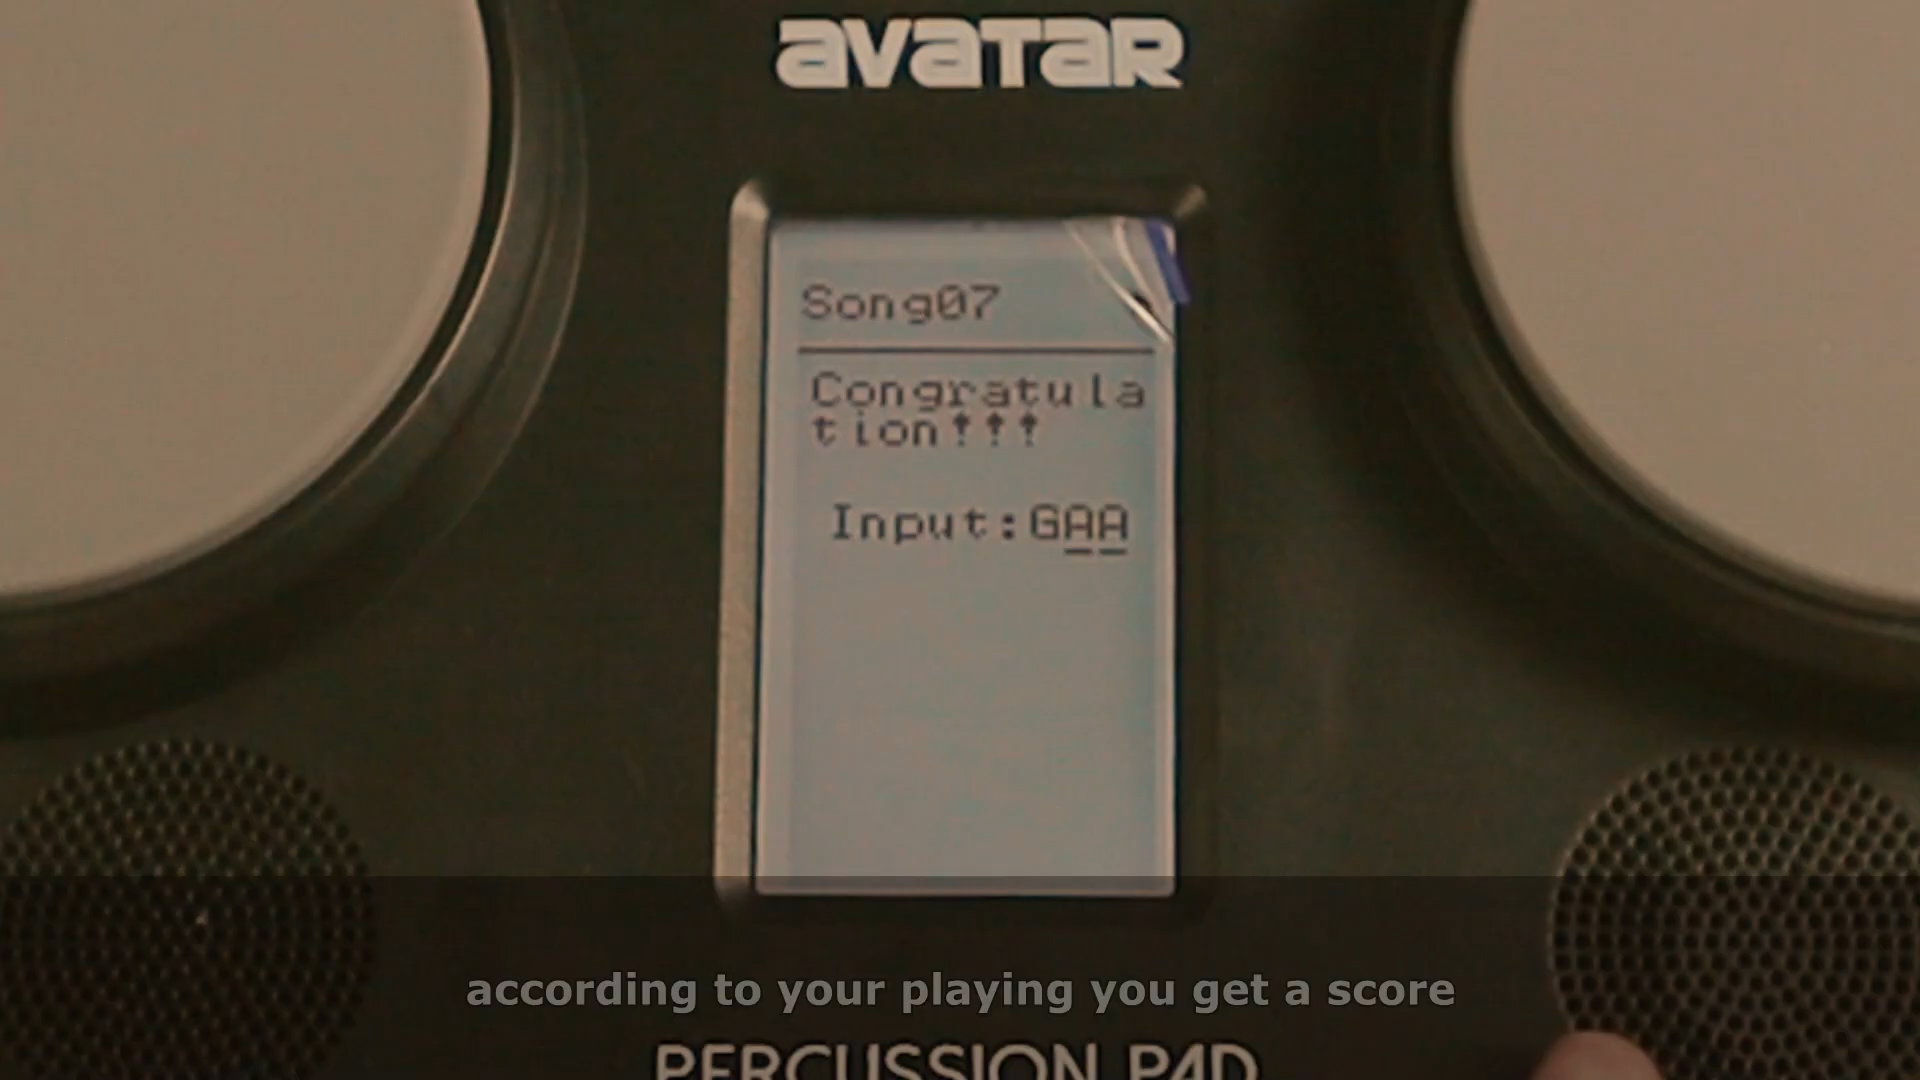 AVATAR
Song07
Congratula
tion!!!
Input:GAA
according to your playing you get a score
PERCUSSION PAD